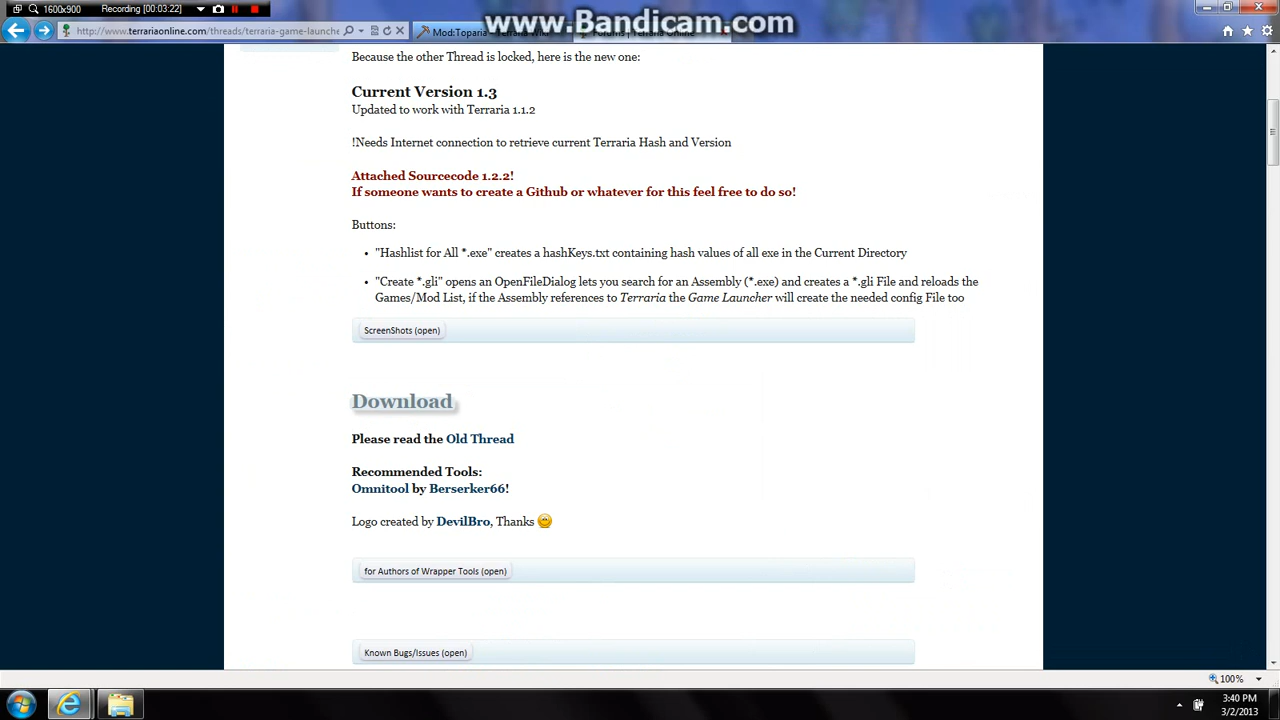 1600x900 Recording [00:03:22]
www.Bandicam.com
http://www.terrariaonline.com/threads/terraria-game-launche
Mod:Toparia - Terraria Wiki
Forums | Terraria Online
Because the other Thread is locked, here is the new one:
Current Version 1.3
Updated to work with Terraria 1.1.2
!Needs Internet connection to retrieve current Terraria Hash and Version
Attached Sourcecode 1.2.2!
If someone wants to create a Github or whatever for this feel free to do so!
Buttons:
"Hashlist for All *.exe" creates a hashKeys.txt containing hash values of all exe in the Current Directory
"Create *.gli" opens an OpenFileDialog lets you search for an Assembly (*.exe) and creates a *.gli File and reloads the
Games/Mod List, if the Assembly references to Terraria the Game Launcher will create the needed config File too
ScreenShots (open)
Download
Please read the Old Thread
Recommended Tools:
Omnitool by Berserker66!
Logo created by DevilBro, Thanks
for Authors of Wrapper Tools (open)
Known Bugs/Issues (open)
100%
3:40 PM
3/2/2013